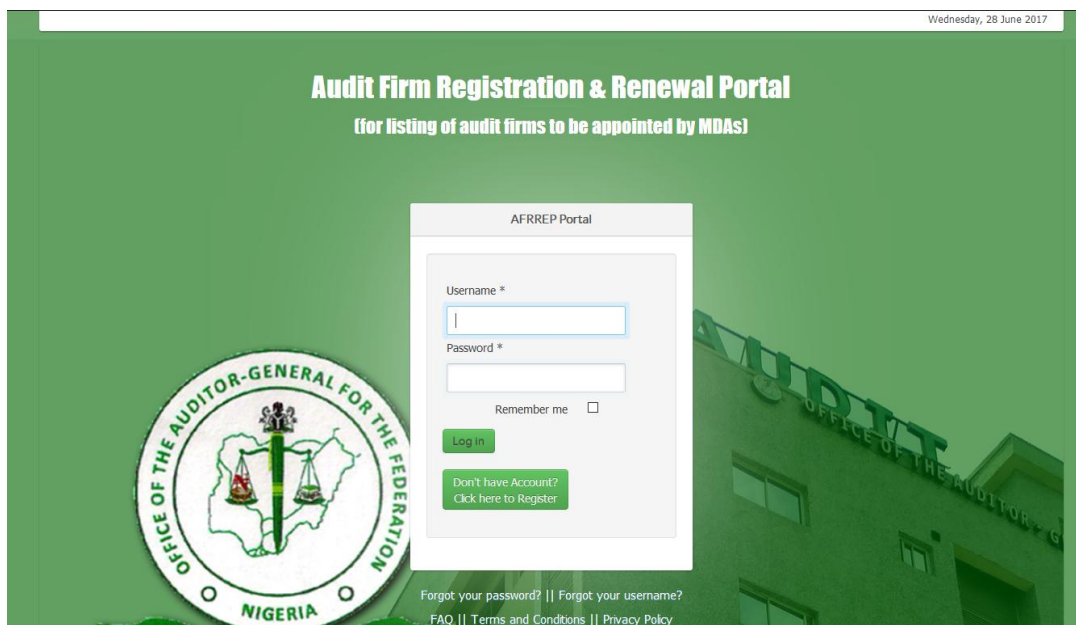 Wednesday, 28 June 2017
Audit Firm Registration & Renewal Portal
(for listing of audit firms to be appointed by MDAs)
AFRREP Portal
Username *
Password *
Remember me
Log in
Don't have Account?
Click here to Register
OFFICE OF THE AUDITOR-GENERAL FOR THE FEDERATION
NIGERIA
AUDIT
OFFICE OF THE AUDITOR - G
Forgot your password? || Forgot your username?
FAQ || Terms and Conditions || Privacy Policy